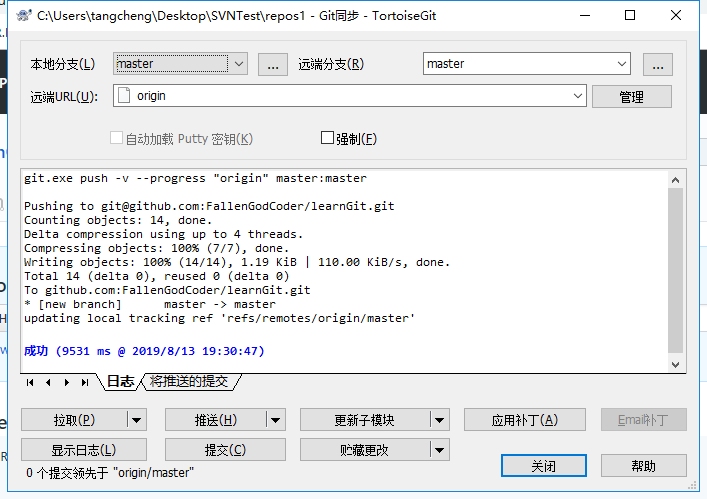 C:\Users\tangcheng\Desktop\SVNTest\repos1 - Git同步 - TortoiseGit
本地分支(L) master ... 远端分支(R) master ...
远端URL(U): origin 管理
自动加载 Putty 密钥(K) 强制(F)
git.exe push -v --progress "origin" master:master
Pushing to git@github.com:FallenGodCoder/learnGit.git
Counting objects: 14, done.
Delta compression using up to 4 threads.
Compressing objects: 100% (7/7), done.
Writing objects: 100% (14/14), 1.19 KiB | 110.00 KiB/s, done.
Total 14 (delta 0), reused 0 (delta 0)
To github.com:FallenGodCoder/learnGit.git
* [new branch]      master -> master
updating local tracking ref 'refs/remotes/origin/master'
成功 (9531 ms @ 2019/8/13 19:30:47)
日志 将推送的提交
拉取(P) 推送(H) 更新子模块 应用补丁(A) Email补丁
显示日志(L) 提交(C) 贮藏更改
0 个提交领先于 "origin/master" 关闭 帮助